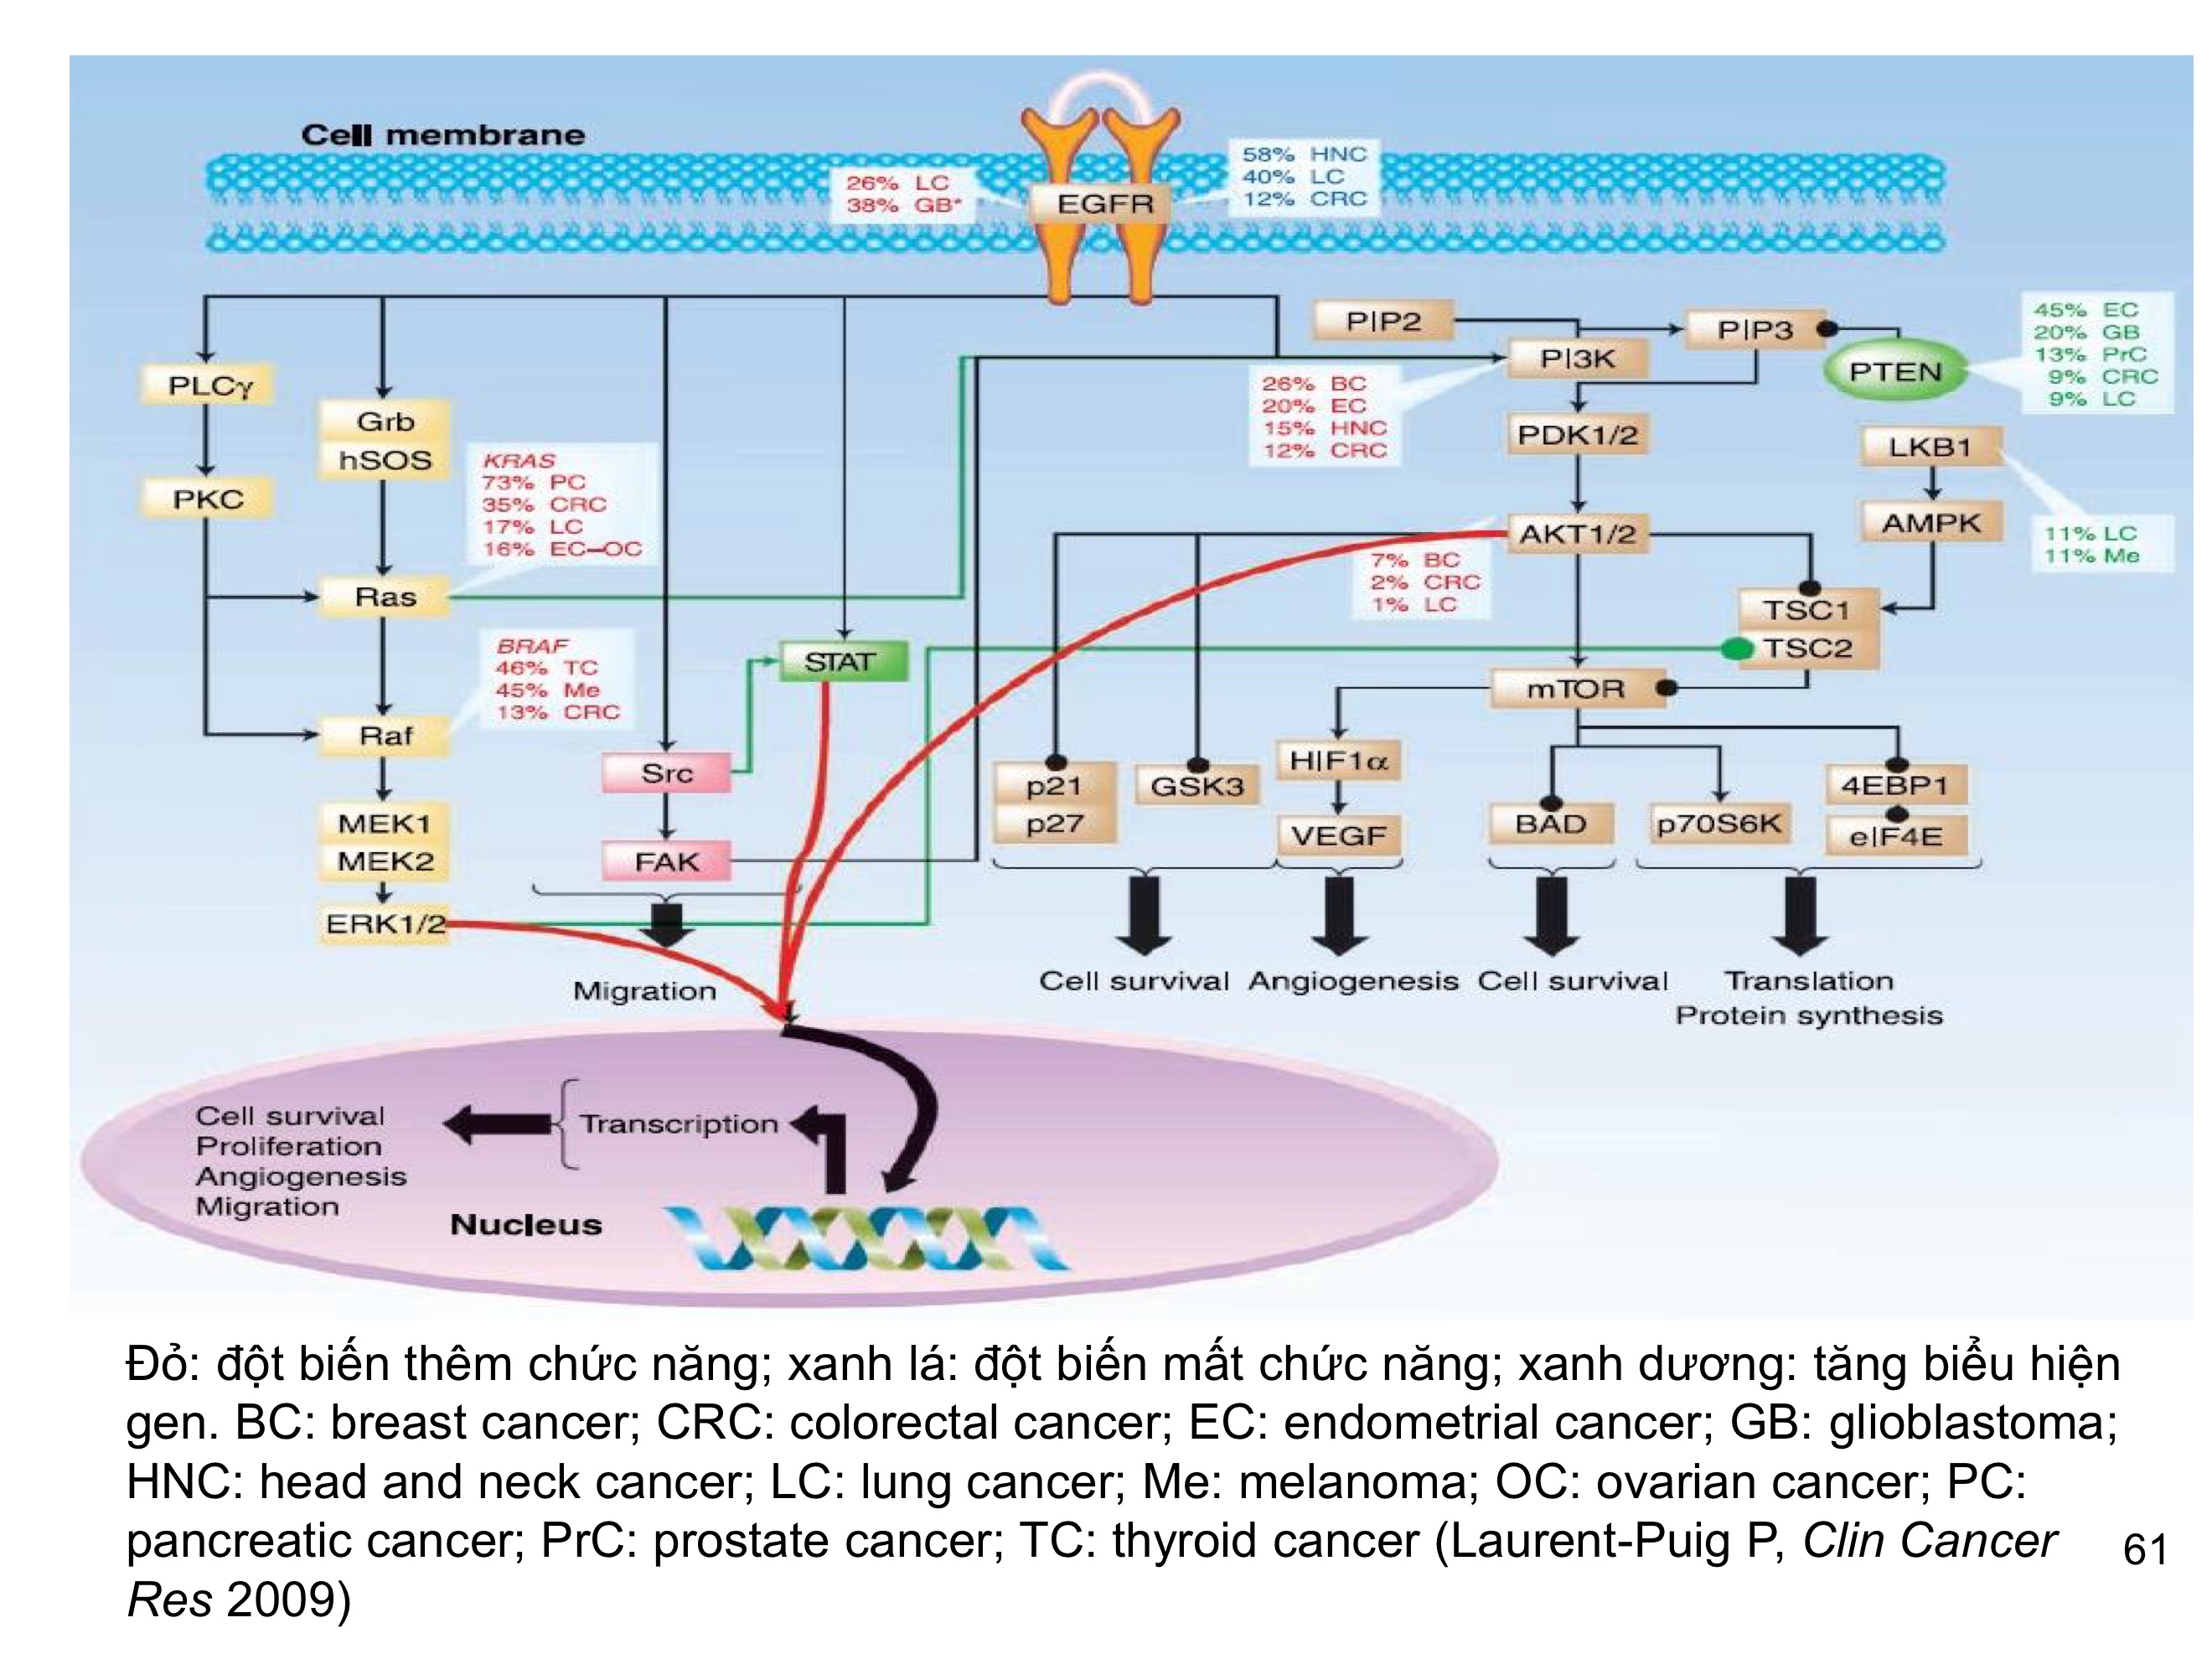 Cell membrane
26% LC
38% GB*
EGFR
58% HNC
40% LC
12% CRC
PLCγ
PKC
Grb
hSOS
KRAS
73% PC
35% CRC
17% LC
16% EC–OC
Ras
BRAF
46% TC
45% Me
13% CRC
Raf
MEK1
MEK2
ERK1/2
Src
FAK
STAT
Migration
PIP2
PIP3
PI3K
PTEN
45% EC
20% GB
13% PrC
9% CRC
9% LC
26% BC
20% EC
15% HNC
12% CRC
PDK1/2
LKB1
AMPK
11% LC
11% Me
AKT1/2
7% BC
2% CRC
1% LC
TSC1
TSC2
mTOR
p21
p27
GSK3
HIF1α
VEGF
BAD
p70S6K
4EBP1
eIF4E
Cell survival
Angiogenesis
Cell survival
Translation
Protein synthesis
Cell survival
Proliferation
Angiogenesis
Migration
Transcription
Nucleus
Đỏ: đột biến thêm chức năng; xanh lá: đột biến mất chức năng; xanh dương: tăng biểu hiện
gen. BC: breast cancer; CRC: colorectal cancer; EC: endometrial cancer; GB: glioblastoma;
HNC: head and neck cancer; LC: lung cancer; Me: melanoma; OC: ovarian cancer; PC:
pancreatic cancer; PrC: prostate cancer; TC: thyroid cancer (Laurent-Puig P, Clin Cancer
Res 2009)
61